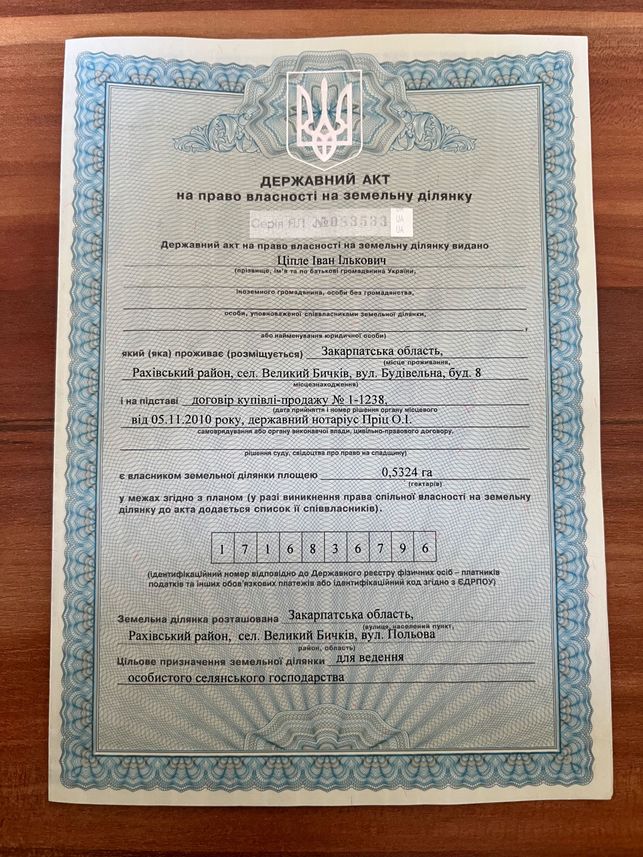 ДЕРЖАВНИЙ АКТ
на право власності на земельну ділянку
Серія ЯЛ №083533
UA
UA
Державний акт на право власності на земельну ділянку видано
Ціпле Іван Ількович
(прізвище, ім'я та по батькові громадянина України,
іноземного громадянина, особи без громадянства,
особи, уповноваженої співвласниками земельної ділянки,
,
або найменування юридичної особи)
який (яка) проживає (розміщується) Закарпатська область,
(місце проживання,
Рахівський район, сел. Великий Бичків, вул. Будівельна, буд. 8
місцезнаходження)
і на підставі договір купівлі-продажу № 1-1238,
(дата прийняття і номер рішення органу місцевого
від 05.11.2010 року, державний нотаріус Пріц О.І.
самоврядування або органу виконавчої влади, цивільно-правового договору,
рішення суду, свідоцтва про право на спадщину)
є власником земельної ділянки площею 0,5324 га
(гектарів)
у межах згідно з планом (у разі виникнення права спільної власності на земельну
ділянку до акта додається список її співвласників).
1 7 1 6 8 3 6 7 9 6
(ідентифікаційний номер відповідно до Державного реєстру фізичних осіб – платників
податків та інших обов'язкових платежів або ідентифікаційний код згідно з ЄДРПОУ)
Земельна ділянка розташована Закарпатська область,
(вулиця, населений пункт,
Рахівський район, сел. Великий Бичків, вул. Польова
район, область)
Цільове призначення земельної ділянки для ведення
особистого селянського господарства